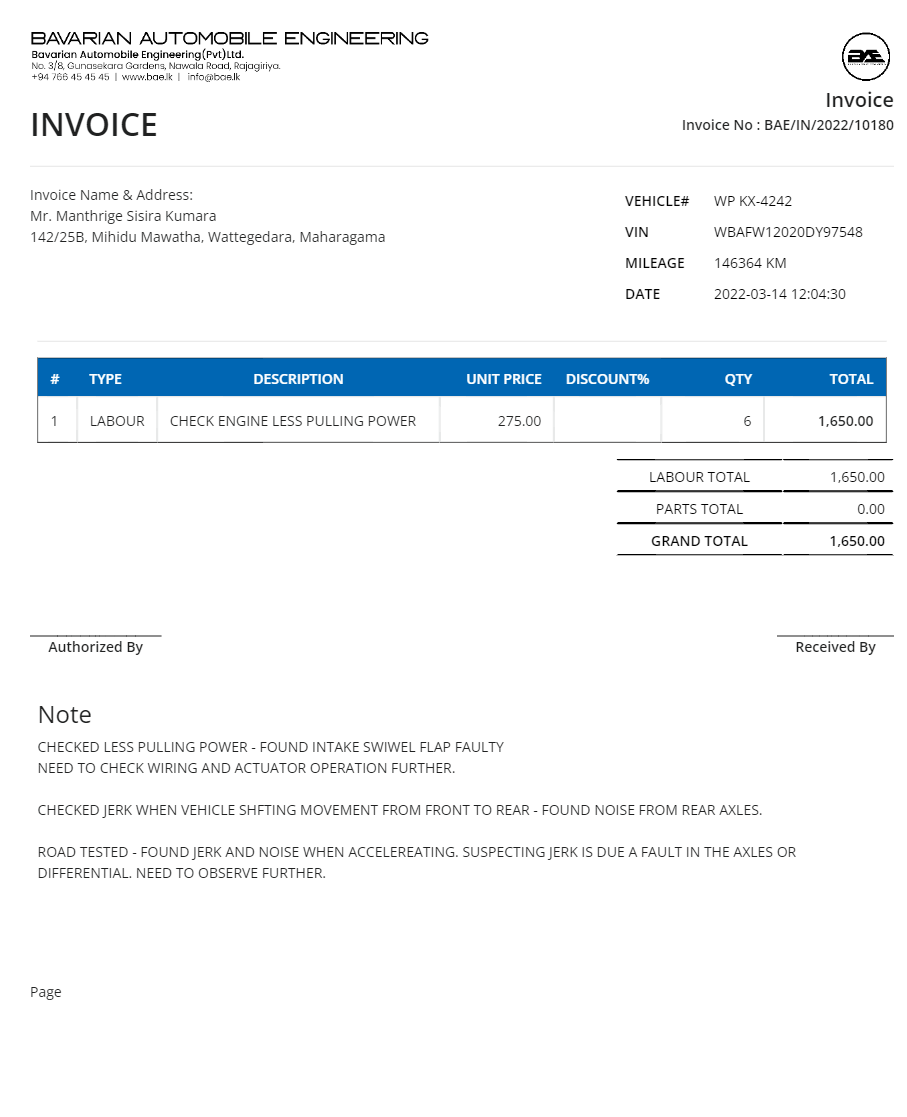 BAVARIAN AUTOMOBILE ENGINEERING
Bavarian Automobile Engineering(Pvt)Ltd.
No. 3/8, Gunasekara Gardens, Nawala Road, Rajagiriya.
+94 766 45 45 45 | www.bae.lk | info@bae.lk
BAE
Invoice
INVOICE
Invoice No : BAE/IN/2022/10180
Invoice Name & Address:
Mr. Manthrige Sisira Kumara
142/25B, Mihidu Mawatha, Wattegedara, Maharagama
VEHICLE# WP KX-4242
VIN WBAFW12020DY97548
MILEAGE 146364 KM
DATE 2022-03-14 12:04:30
# TYPE DESCRIPTION UNIT PRICE DISCOUNT% QTY TOTAL
1 LABOUR CHECK ENGINE LESS PULLING POWER 275.00 6 1,650.00
LABOUR TOTAL 1,650.00
PARTS TOTAL 0.00
GRAND TOTAL 1,650.00
Authorized By Received By
Note
CHECKED LESS PULLING POWER - FOUND INTAKE SWIWEL FLAP FAULTY
NEED TO CHECK WIRING AND ACTUATOR OPERATION FURTHER.
CHECKED JERK WHEN VEHICLE SHFTING MOVEMENT FROM FRONT TO REAR - FOUND NOISE FROM REAR AXLES.
ROAD TESTED - FOUND JERK AND NOISE WHEN ACCELEREATING. SUSPECTING JERK IS DUE A FAULT IN THE AXLES OR
DIFFERENTIAL. NEED TO OBSERVE FURTHER.
Page